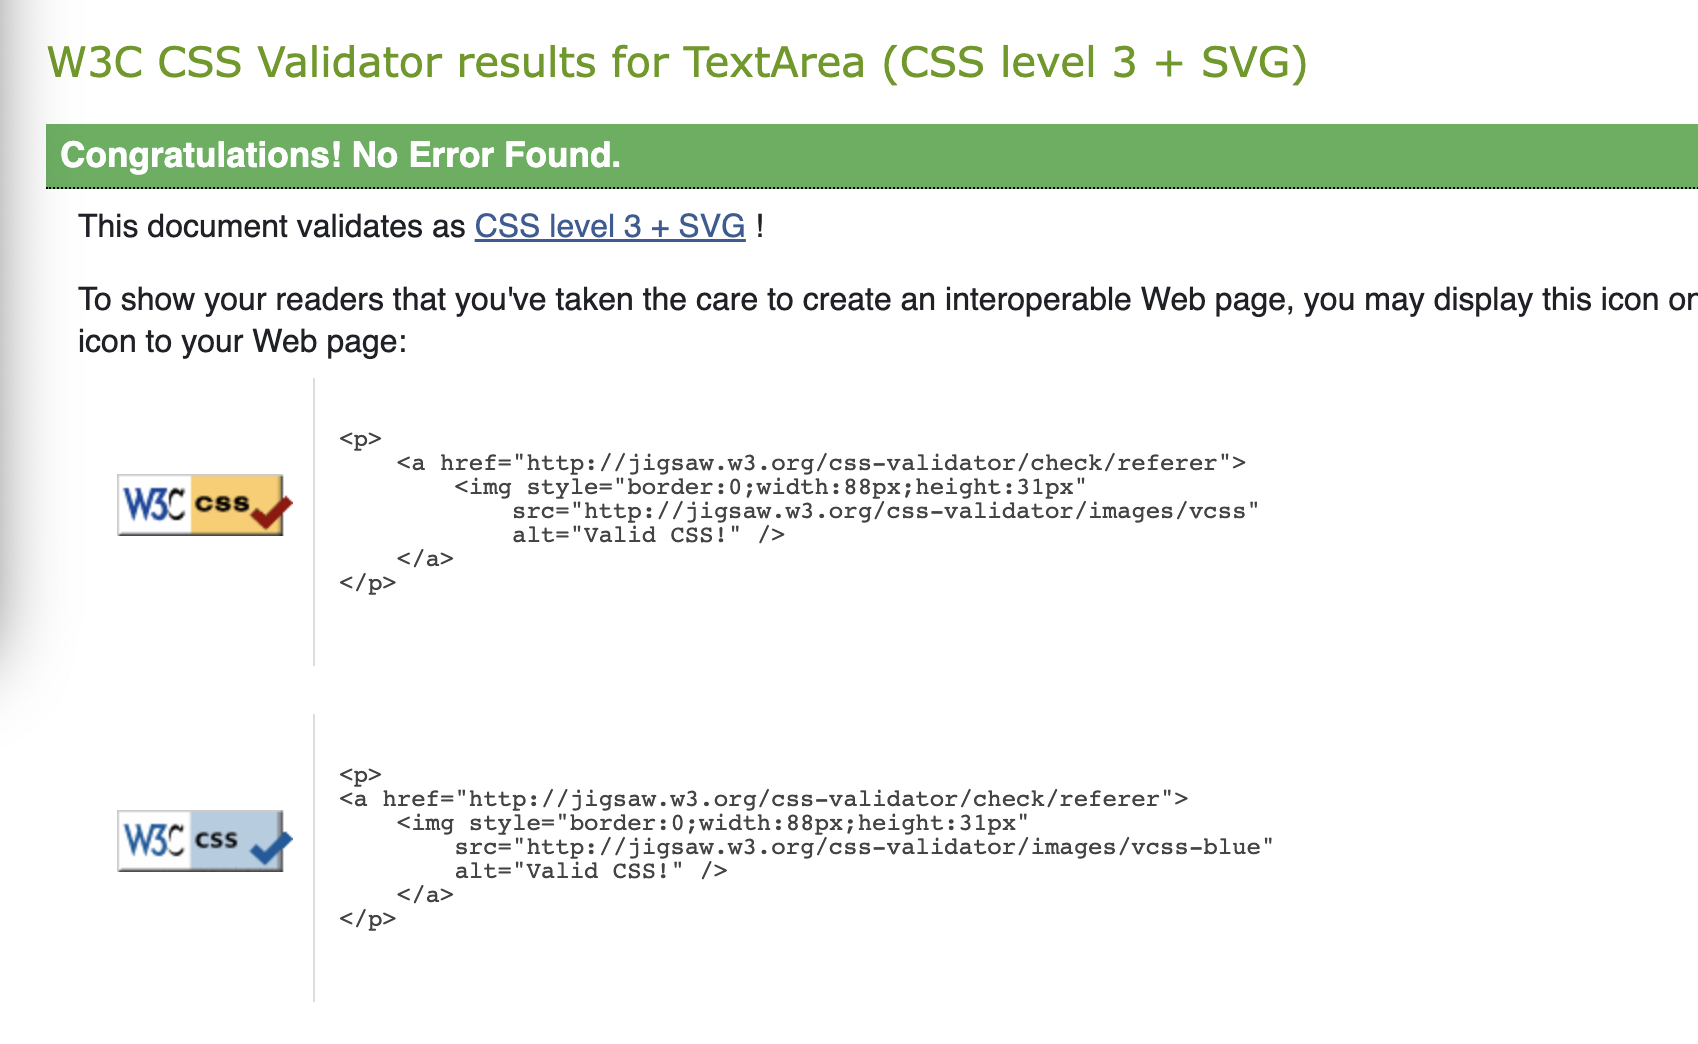 W3C CSS Validator results for TextArea (CSS level 3 + SVG)
Congratulations! No Error Found.
This document validates as CSS level 3 + SVG !
To show your readers that you've taken the care to create an interoperable Web page, you may display this icon on
icon to your Web page:
W3C css
<p>
    <a href="http://jigsaw.w3.org/css-validator/check/referer">
        <img style="border:0;width:88px;height:31px"
            src="http://jigsaw.w3.org/css-validator/images/vcss"
            alt="Valid CSS!" />
    </a>
</p>
W3C css
<p>
<a href="http://jigsaw.w3.org/css-validator/check/referer">
    <img style="border:0;width:88px;height:31px"
        src="http://jigsaw.w3.org/css-validator/images/vcss-blue"
        alt="Valid CSS!" />
    </a>
</p>